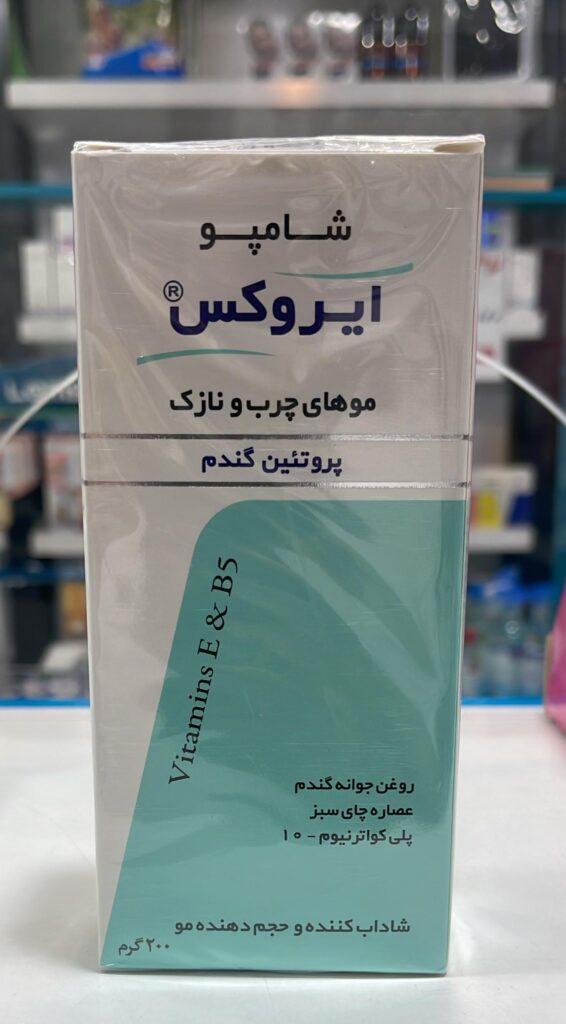 شامپو
ایروکس®
موهای چرب و نازک
پروتئین گندم
Vitamins E & B5
روغن جوانه گندم
عصاره چای سبز
پلی کواترنیوم - ۱۰
شاداب کننده و حجم دهنده مو
۲۰۰ گرم